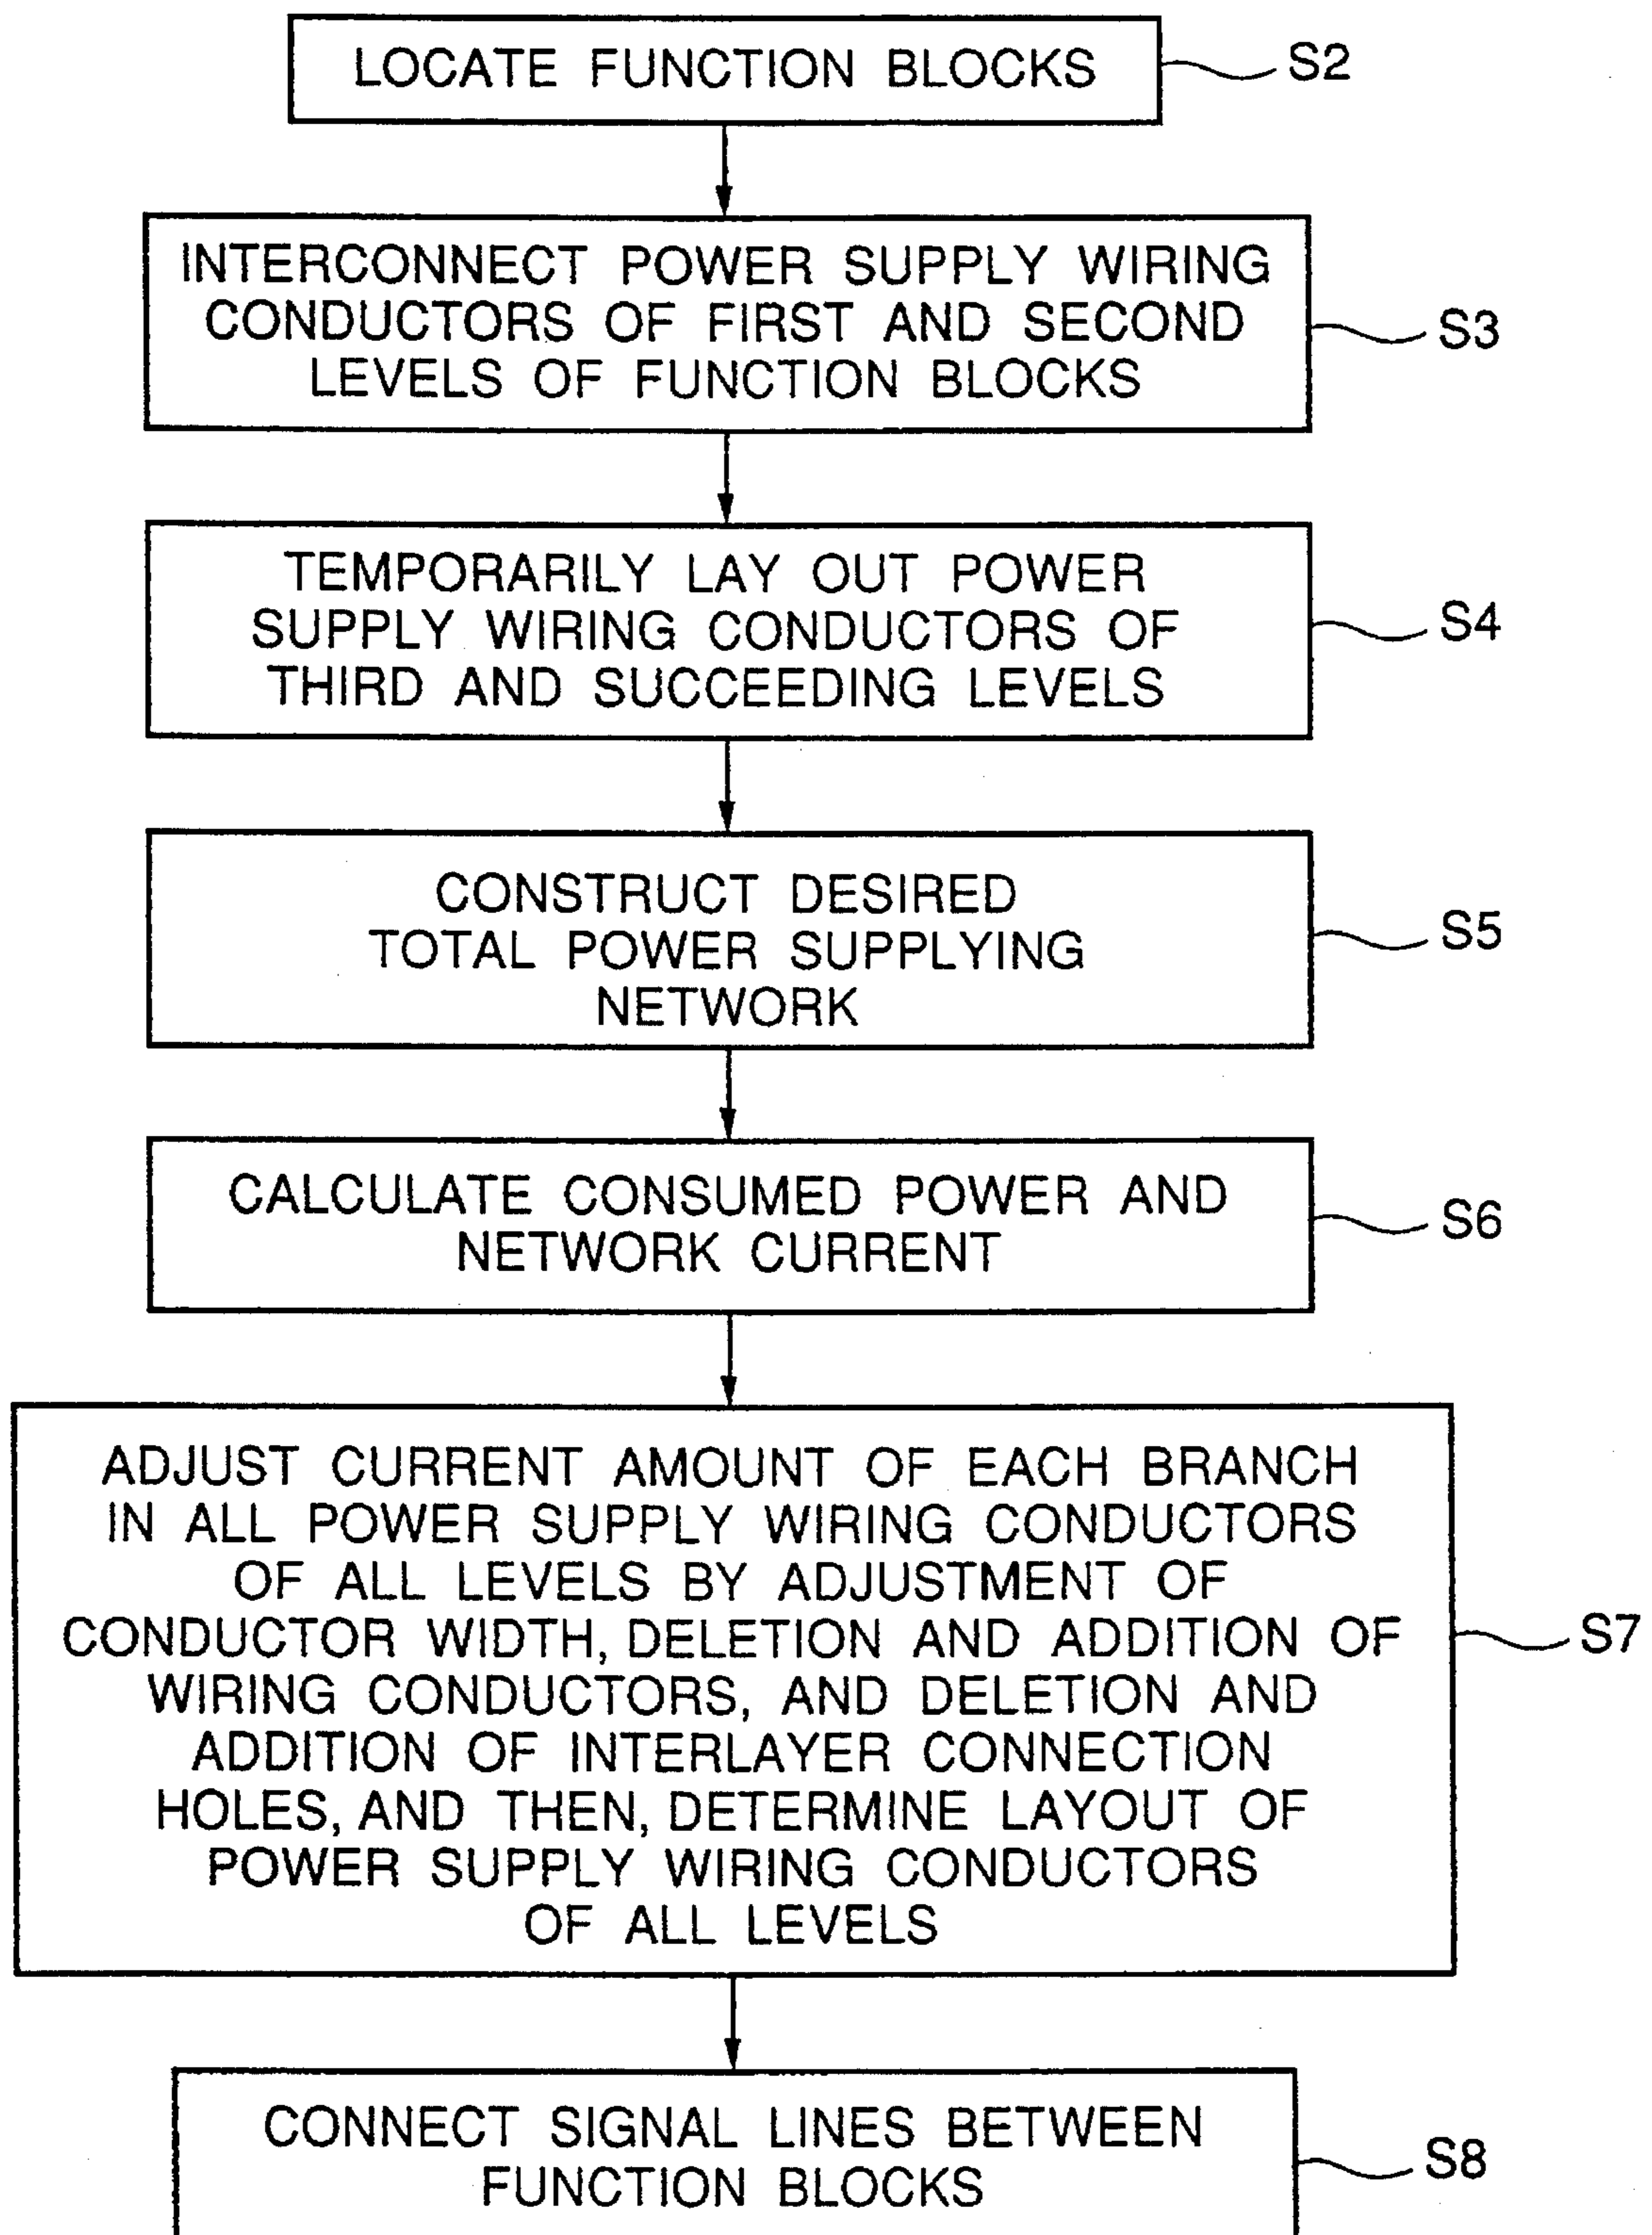 LOCATE FUNCTION BLOCKS
S2
INTERCONNECT POWER SUPPLY WIRING
CONDUCTORS OF FIRST AND SECOND
LEVELS OF FUNCTION BLOCKS
S3
TEMPORARILY LAY OUT POWER
SUPPLY WIRING CONDUCTORS OF
THIRD AND SUCCEEDING LEVELS
S4
CONSTRUCT DESIRED
TOTAL POWER SUPPLYING
NETWORK
S5
CALCULATE CONSUMED POWER AND
NETWORK CURRENT
S6
ADJUST CURRENT AMOUNT OF EACH BRANCH
IN ALL POWER SUPPLY WIRING CONDUCTORS
OF ALL LEVELS BY ADJUSTMENT OF
CONDUCTOR WIDTH, DELETION AND ADDITION OF
WIRING CONDUCTORS, AND DELETION AND
ADDITION OF INTERLAYER CONNECTION
HOLES, AND THEN, DETERMINE LAYOUT OF
POWER SUPPLY WIRING CONDUCTORS
OF ALL LEVELS
S7
CONNECT SIGNAL LINES BETWEEN
FUNCTION BLOCKS
S8